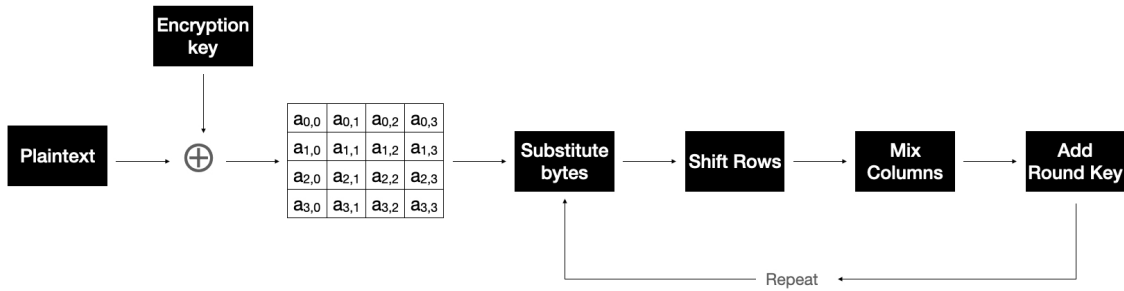 Encryption
key
Plaintext
a0,0 a0,1 a0,2 a0,3
a1,0 a1,1 a1,2 a1,3
a2,0 a2,1 a2,2 a2,3
a3,0 a3,1 a3,2 a3,3
Substitute
bytes
Shift Rows
Mix
Columns
Add
Round Key
Repeat